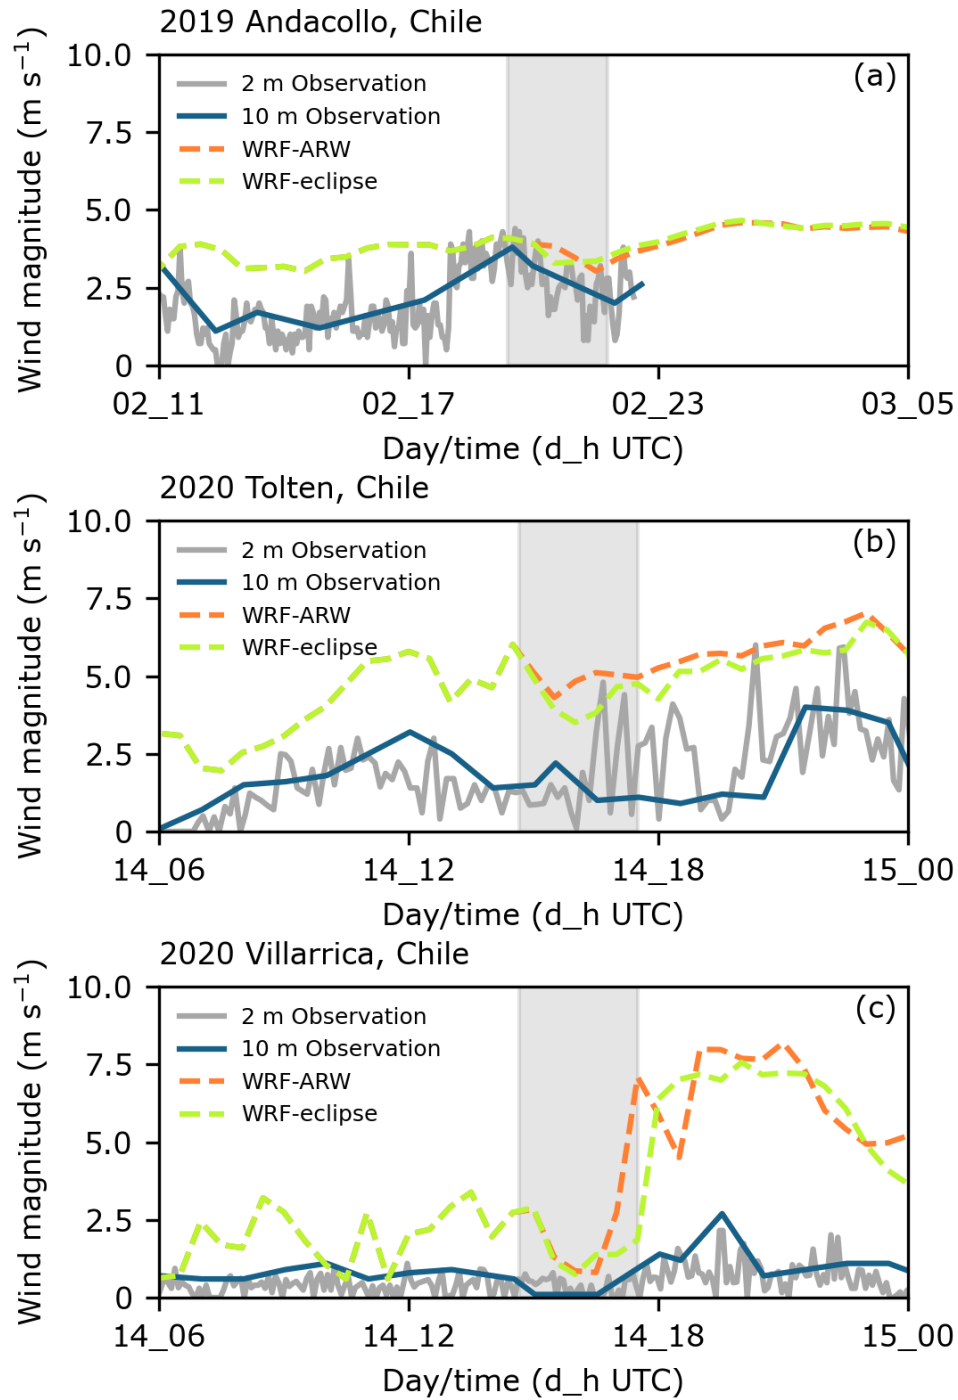 2019 Andacollo, Chile
Wind magnitude (m s⁻¹)
10.0
7.5
5.0
2.5
0
2 m Observation
10 m Observation
WRF-ARW
WRF-eclipse
(a)
02_11
02_17
02_23
03_05
Day/time (d_h UTC)
2020 Tolten, Chile
Wind magnitude (m s⁻¹)
10.0
7.5
5.0
2.5
0
2 m Observation
10 m Observation
WRF-ARW
WRF-eclipse
(b)
14_06
14_12
14_18
15_00
Day/time (d_h UTC)
2020 Villarrica, Chile
Wind magnitude (m s⁻¹)
10.0
7.5
5.0
2.5
0
2 m Observation
10 m Observation
WRF-ARW
WRF-eclipse
(c)
14_06
14_12
14_18
15_00
Day/time (d_h UTC)